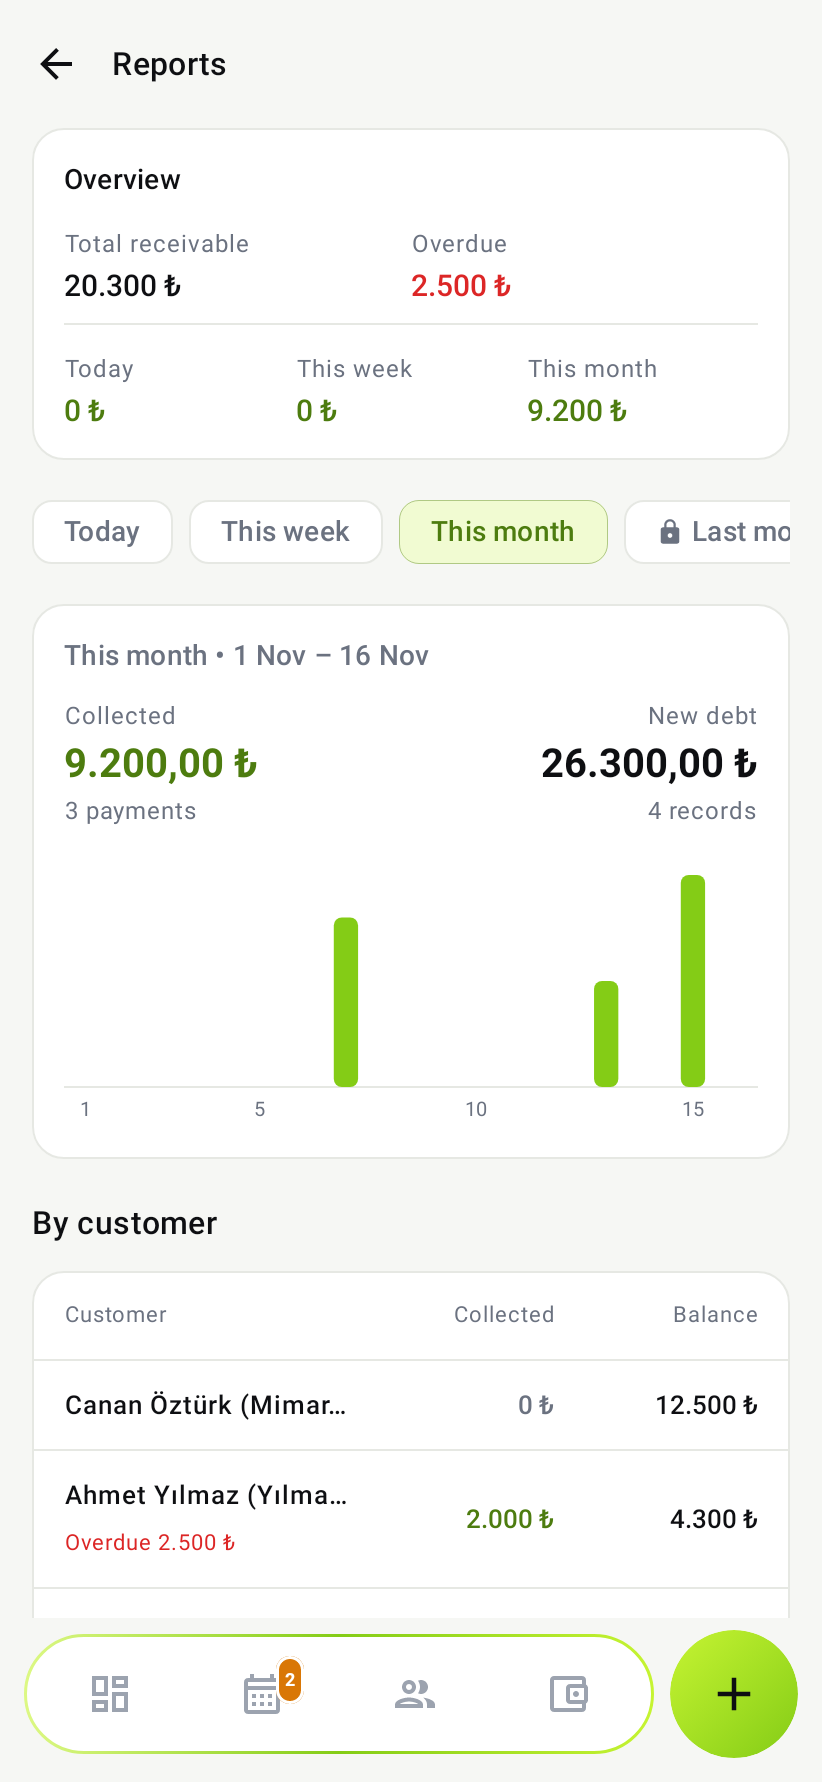 Reports
Overview
Total receivable Overdue
20.300 ₺ 2.500 ₺
Today This week This month
0 ₺ 0 ₺ 9.200 ₺
Today This week This month Last mo
This month • 1 Nov – 16 Nov
Collected New debt
9.200,00 ₺ 26.300,00 ₺
3 payments 4 records
1 5 10 15
By customer
Customer Collected Balance
Canan Öztürk (Mimar... 0 ₺ 12.500 ₺
Ahmet Yılmaz (Yılma... 2.000 ₺ 4.300 ₺
Overdue 2.500 ₺
2